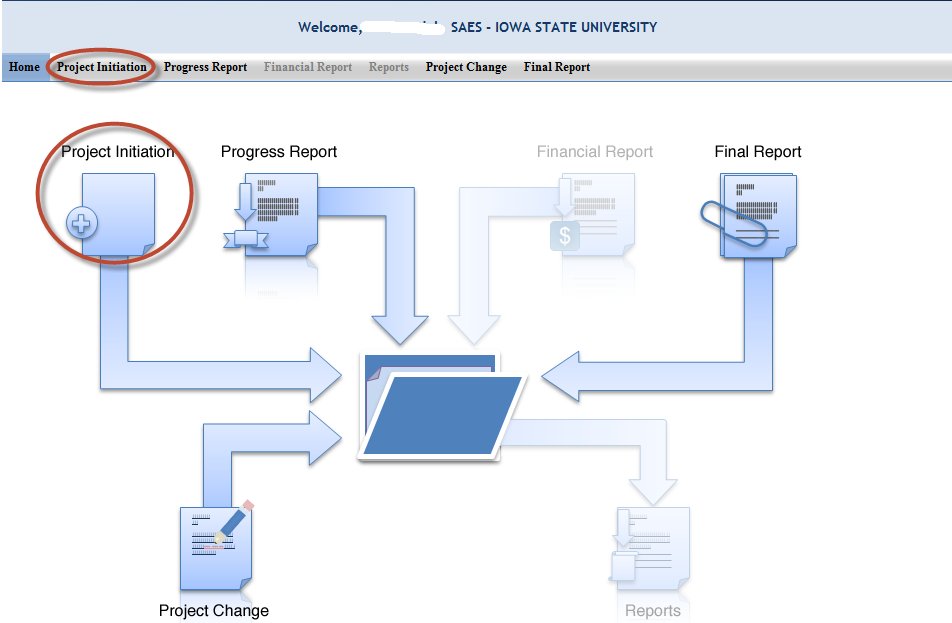 Welcome, SAES - IOWA STATE UNIVERSITY
Home Project Initiation Progress Report Financial Report Reports Project Change Final Report
Project Initiation Progress Report Financial Report Final Report
$
Project Change Reports